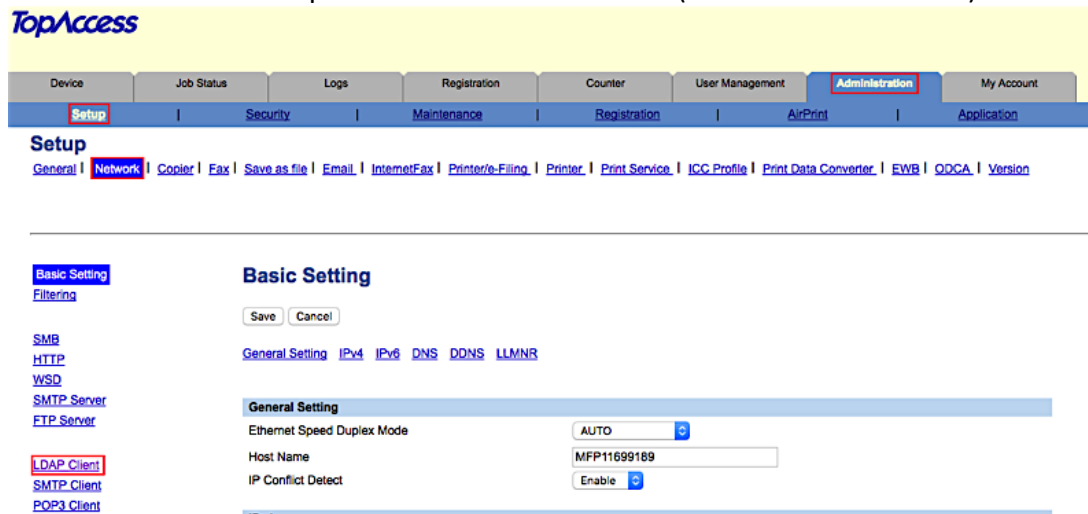 TopAccess
Device Job Status Logs Registration Counter User Management Administration My Account
Setup | Security | Maintenance | Registration | AirPrint | Application
Setup
General | Network | Copier | Fax | Save as file | Email | InternetFax | Printer/e-Filing | Printer | Print Service | ICC Profile | Print Data Converter | EWB | ODCA | Version
Basic Setting
Filtering
SMB
HTTP
WSD
SMTP Server
FTP Server
LDAP Client
SMTP Client
POP3 Client
Basic Setting
Save Cancel
General Setting IPv4 IPv6 DNS DDNS LLMNR
General Setting
Ethernet Speed Duplex Mode AUTO
Host Name MFP11699189
IP Conflict Detect Enable